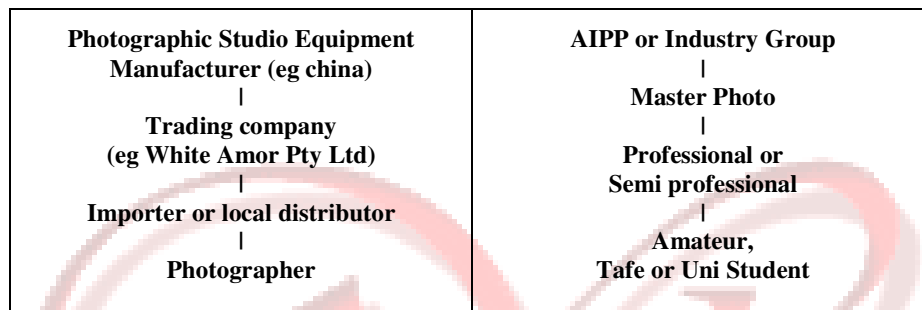 Photographic Studio Equipment
Manufacturer (eg china)
|
Trading company
(eg White Amor Pty Ltd)
|
Importer or local distributor
|
Photographer
AIPP or Industry Group
|
Master Photo
|
Professional or
Semi professional
|
Amateur,
Tafe or Uni Student